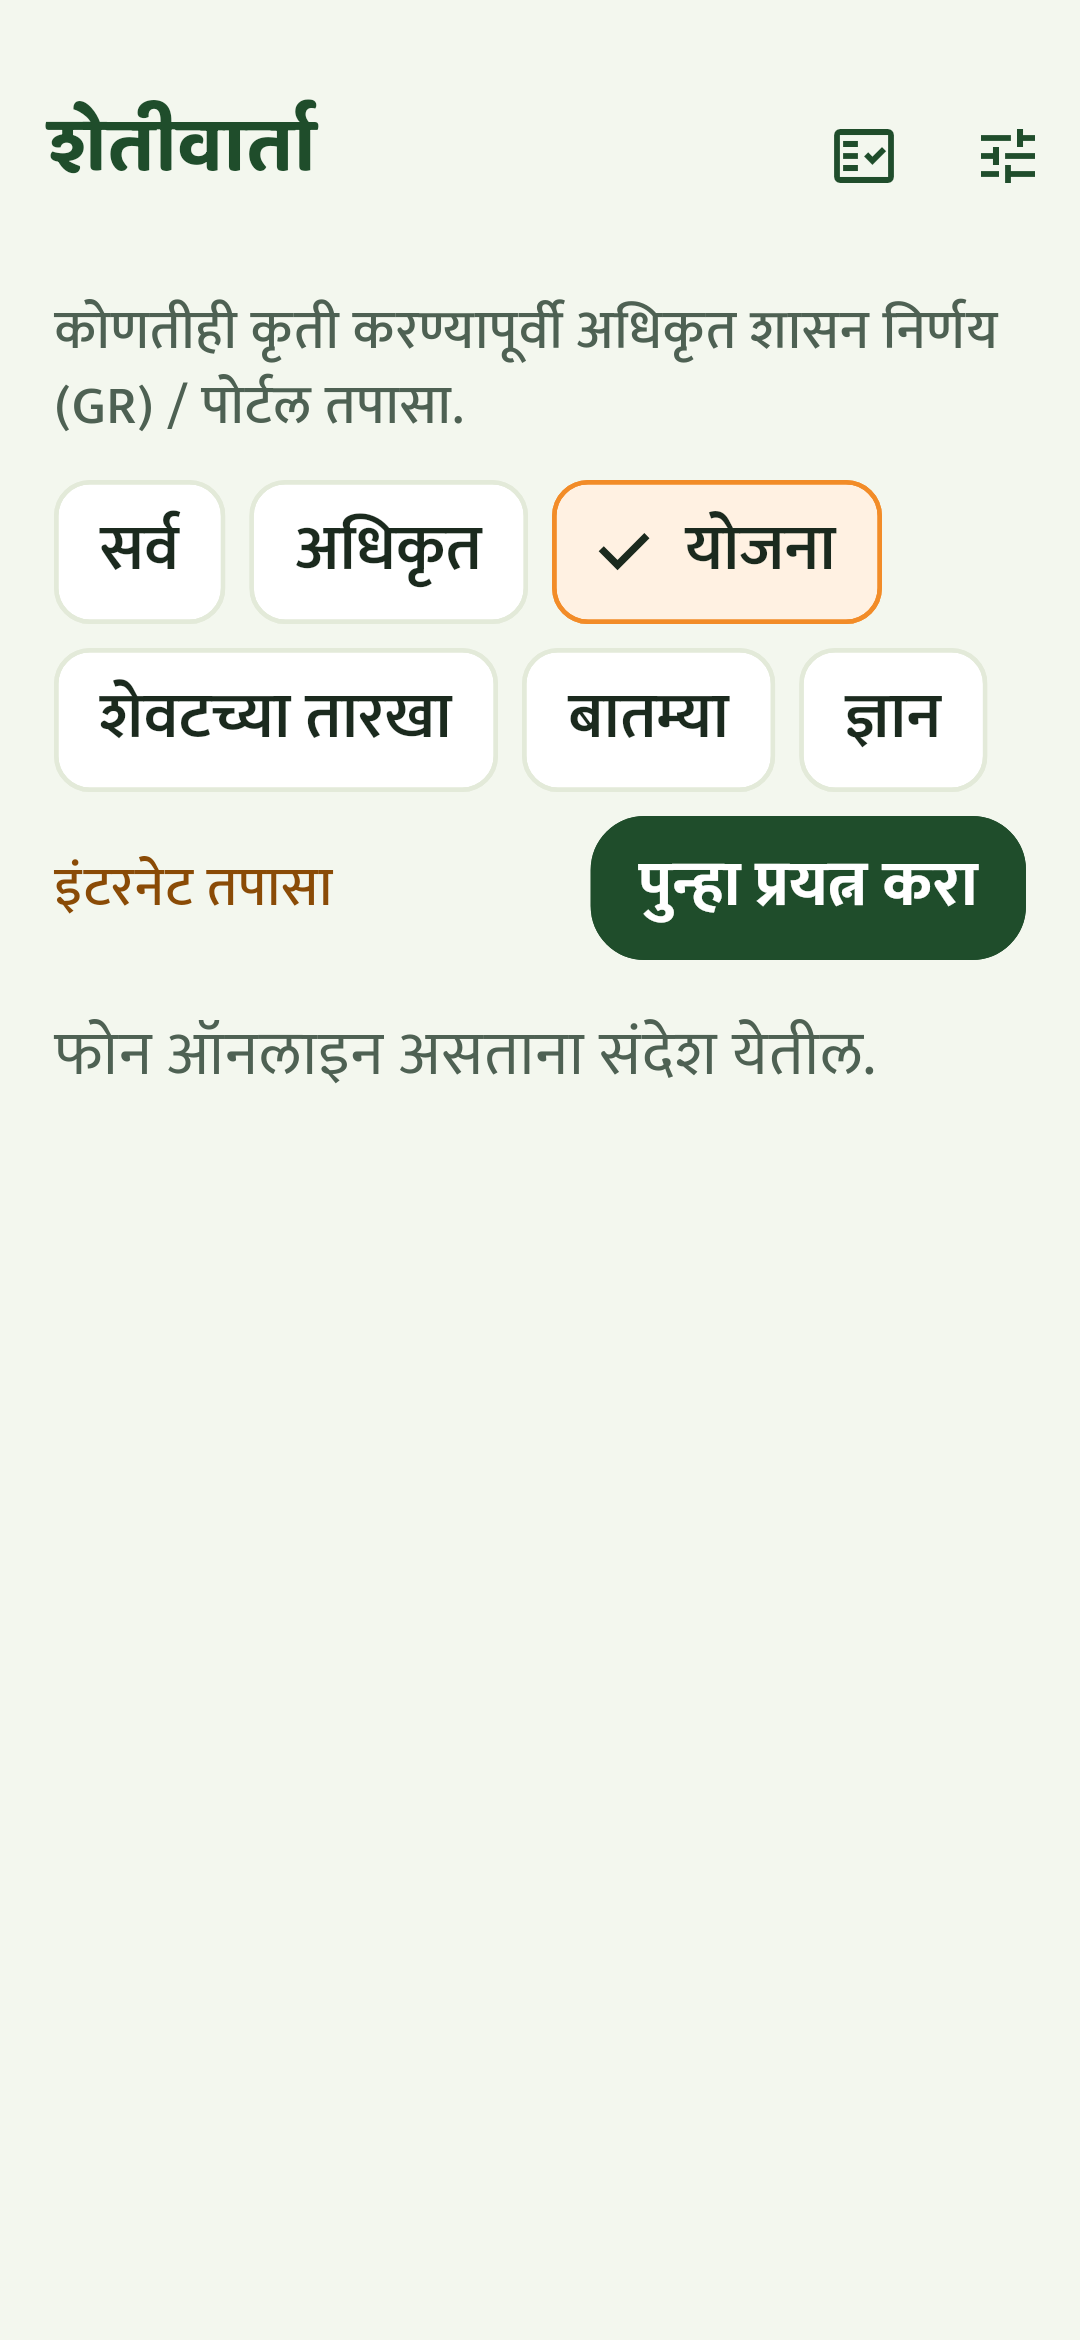 शेतीवार्ता
कोणतीही कृती करण्यापूर्वी अधिकृत शासन निर्णय
(GR) / पोर्टल तपासा.
सर्व अधिकृत योजना
शेवटच्या तारखा बातम्या ज्ञान
इंटरनेट तपासा पुन्हा प्रयत्न करा
फोन ऑनलाइन असताना संदेश येतील.